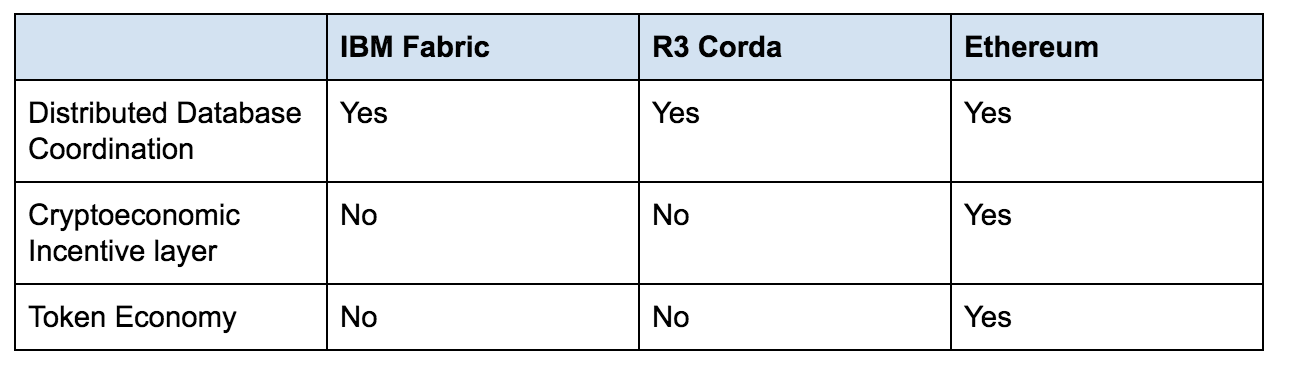 IBM Fabric R3 Corda Ethereum
Distributed Database Coordination Yes Yes Yes
Cryptoeconomic Incentive layer No No Yes
Token Economy No No Yes